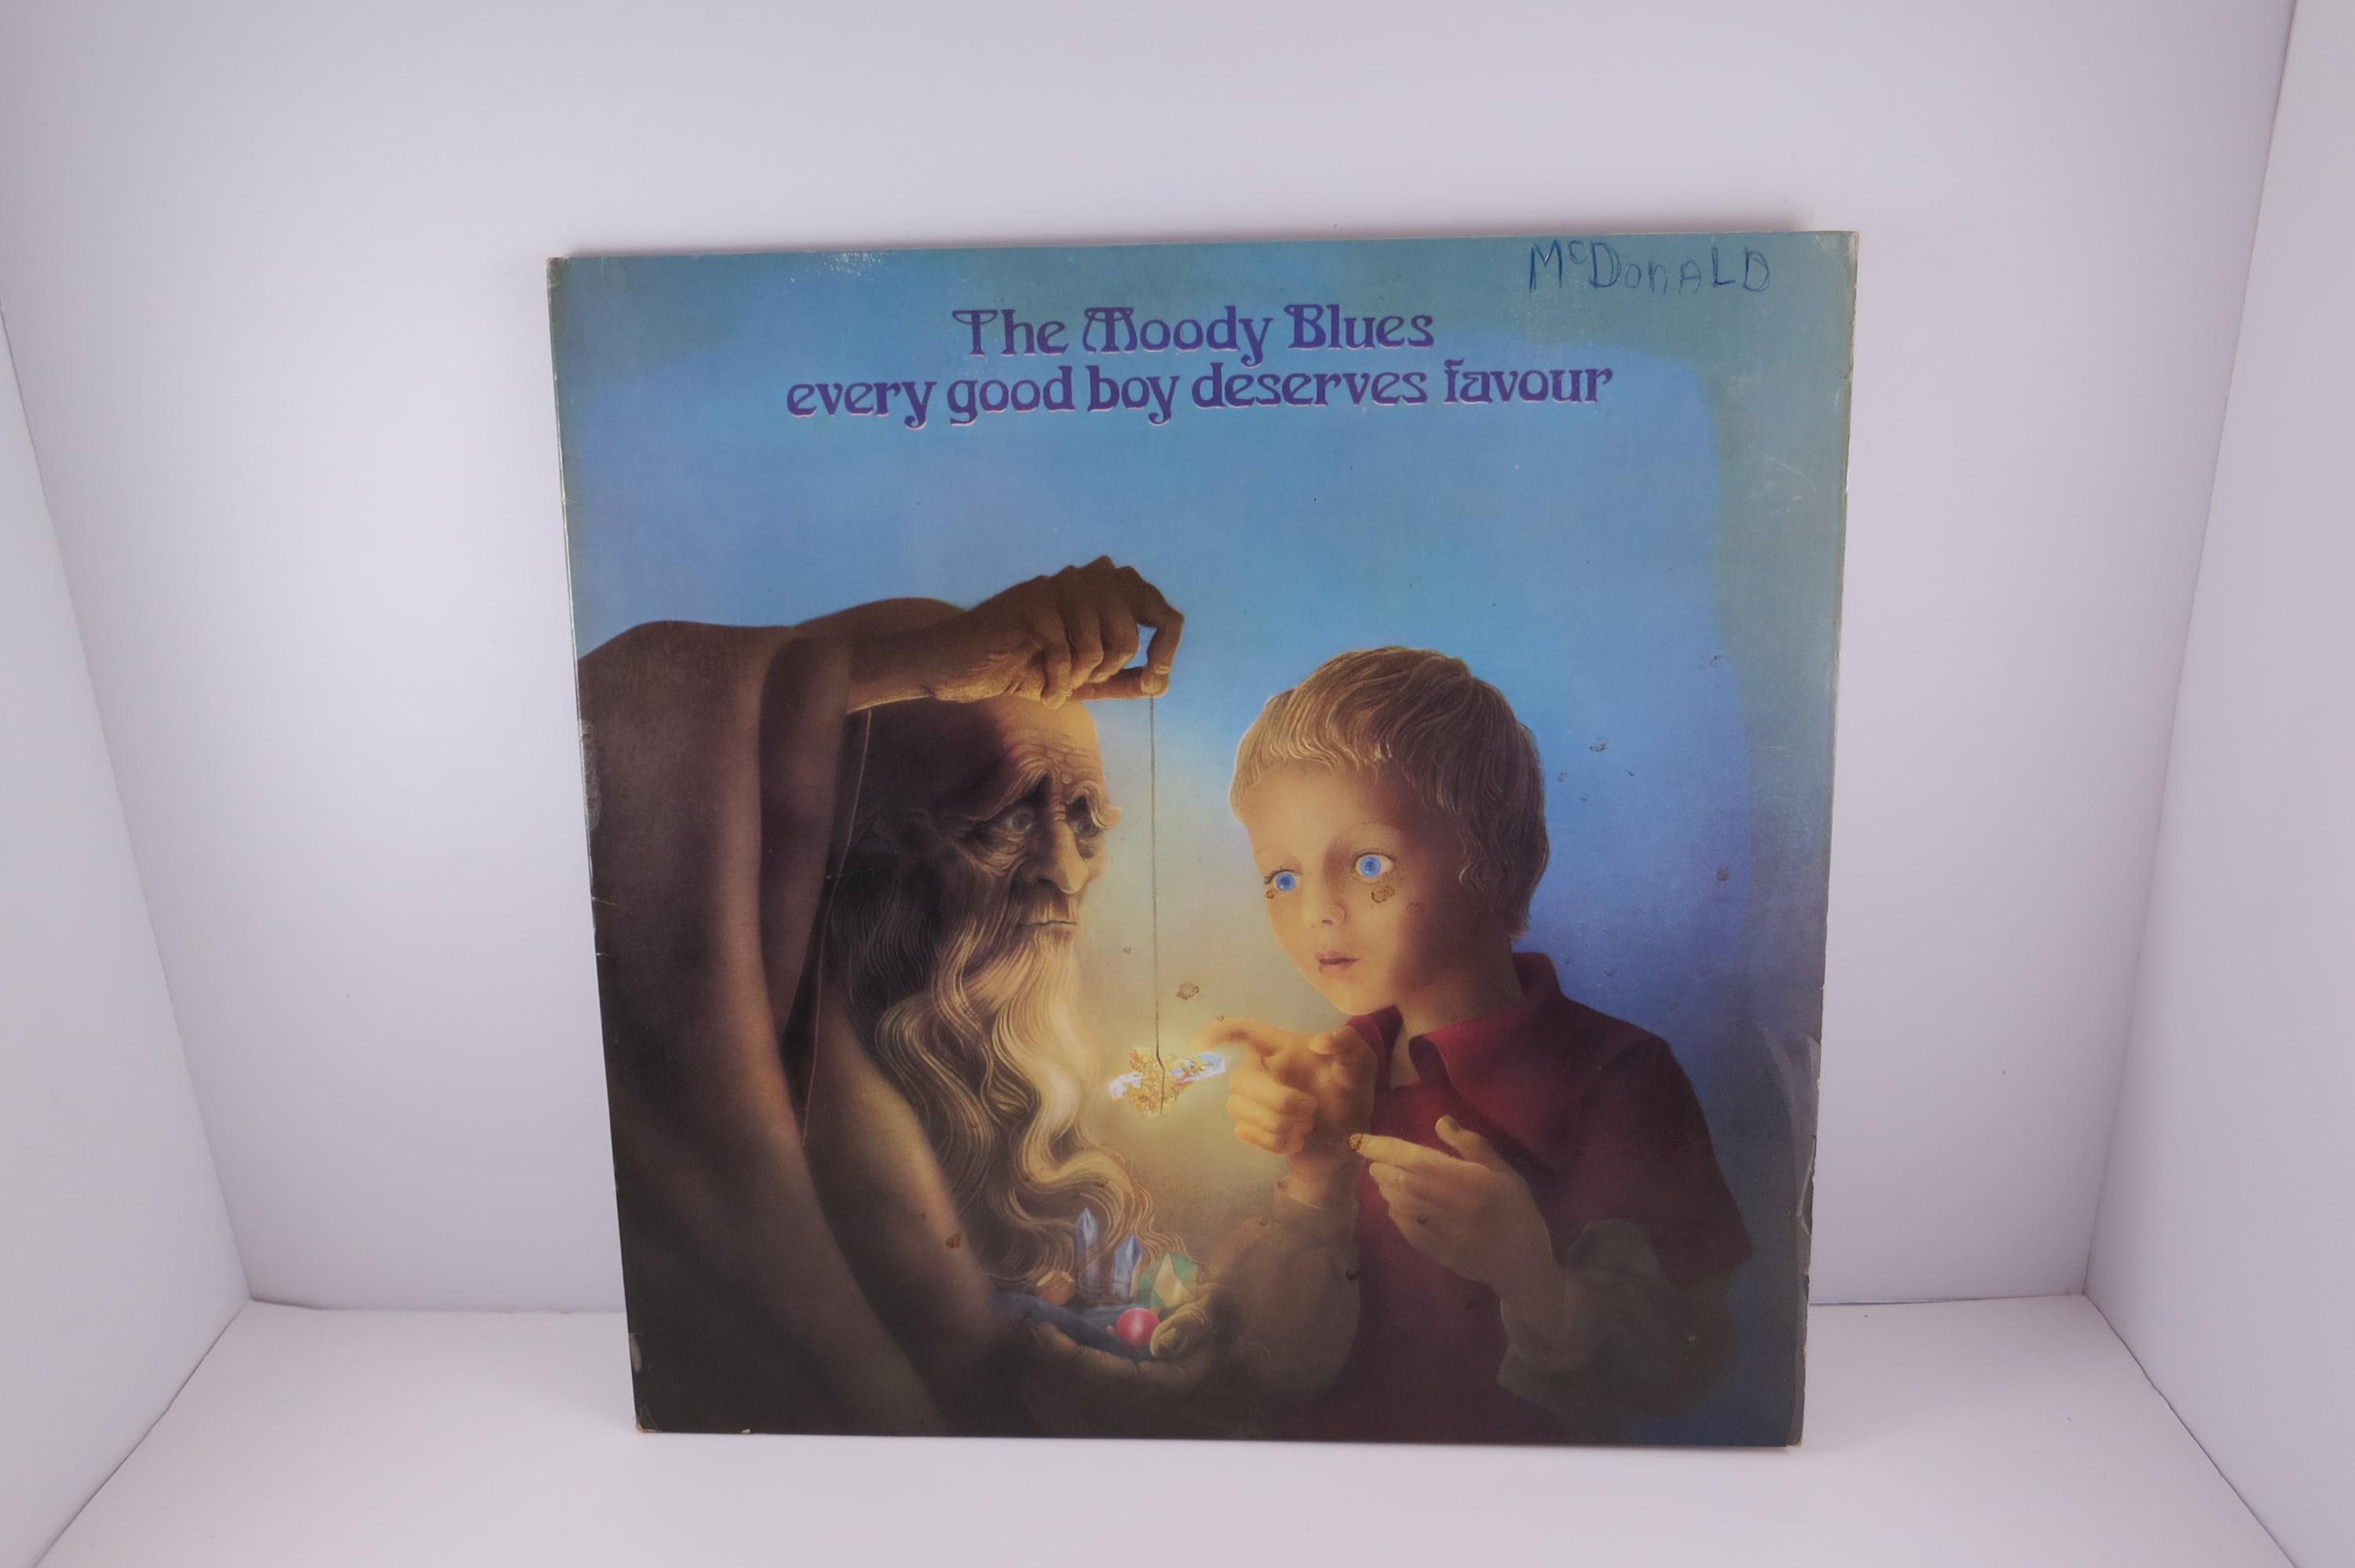 McDonALD
The Moody Blues
every good boy deserves favour